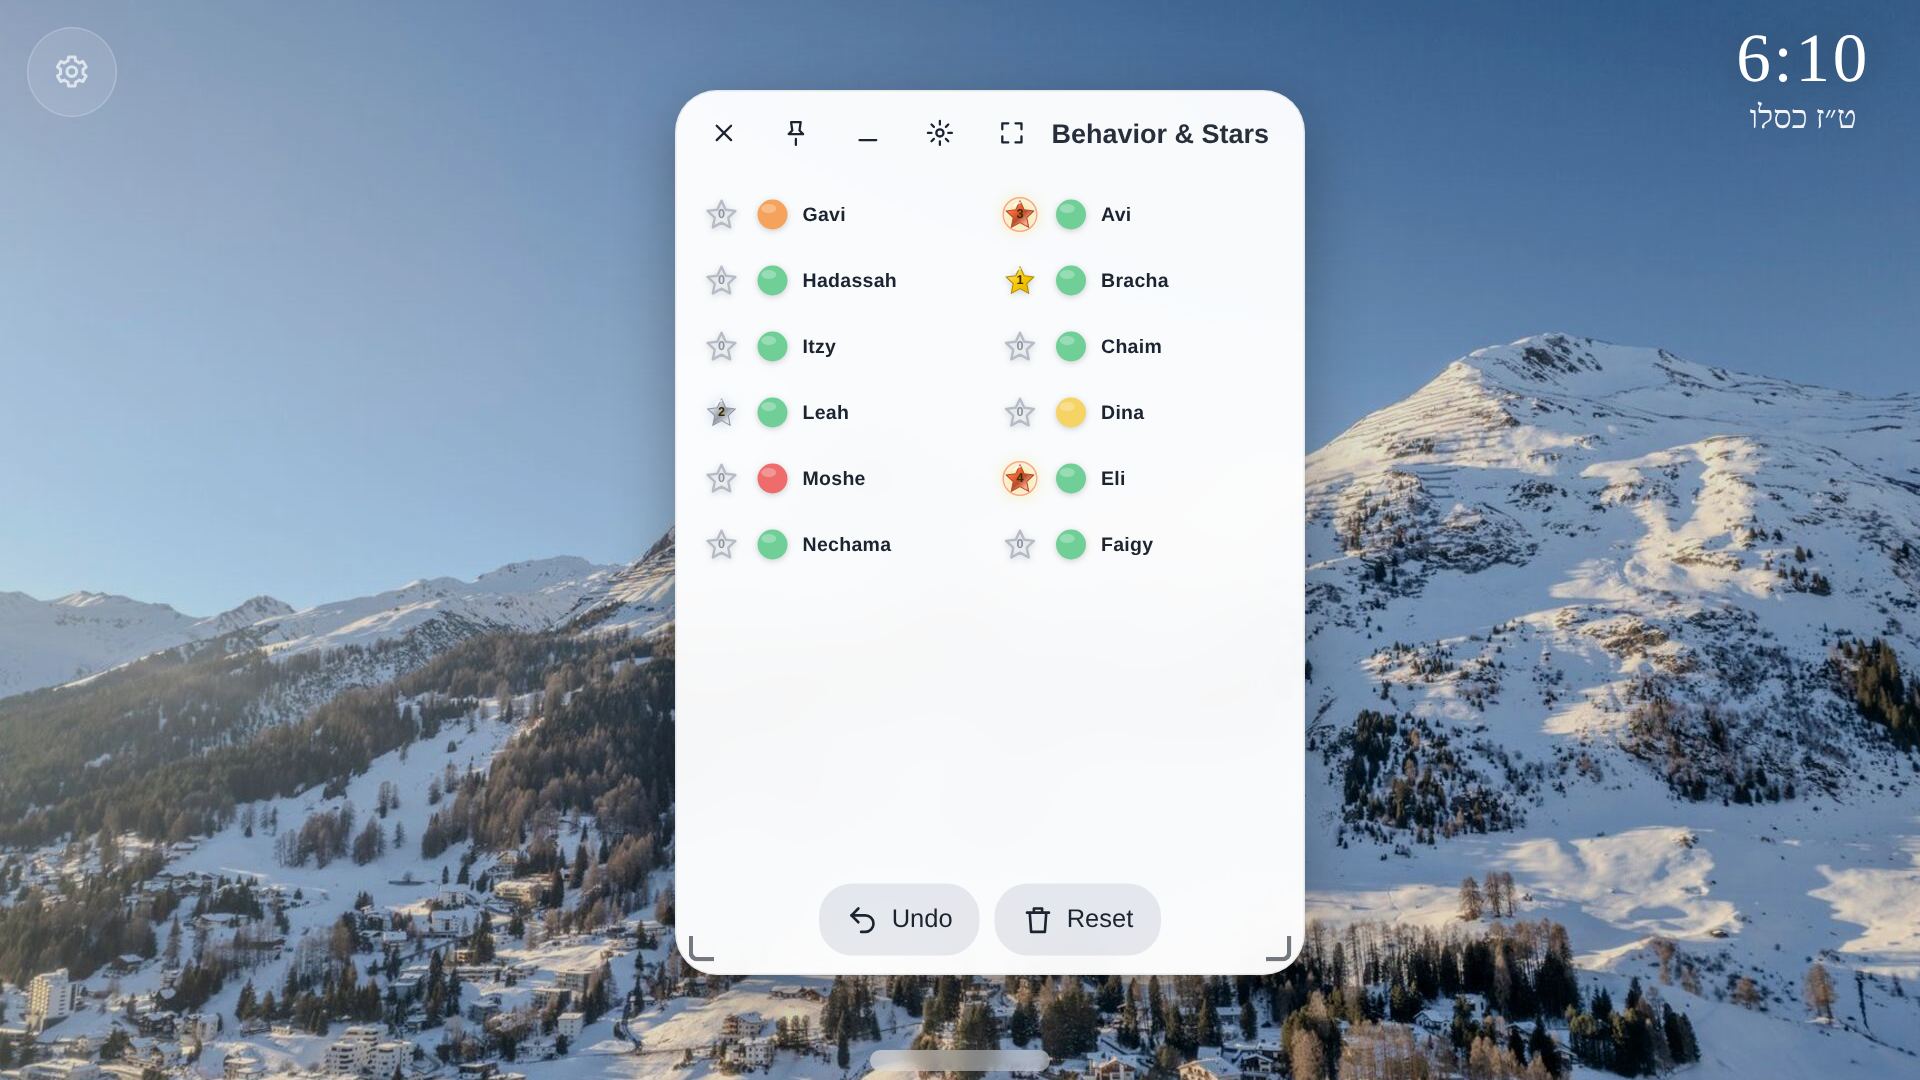 6:10
ט״ז כסלו
Behavior & Stars
0 Gavi
3 Avi
0 Hadassah
1 Bracha
0 Itzy
0 Chaim
2 Leah
0 Dina
0 Moshe
4 Eli
0 Nechama
0 Faigy
Undo
Reset